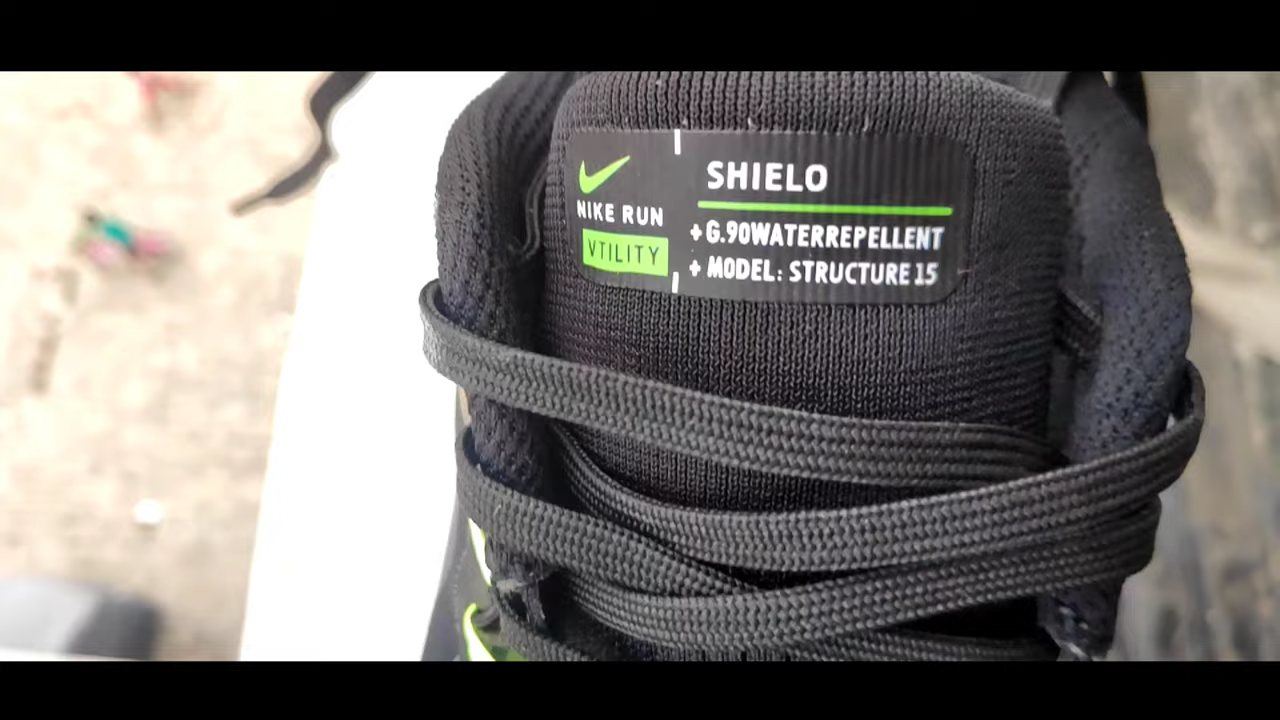 SHIELO
NIKE RUN
VTILITY
+ G.90WATERREPELLENT
+ MODEL: STRUCTURE 15